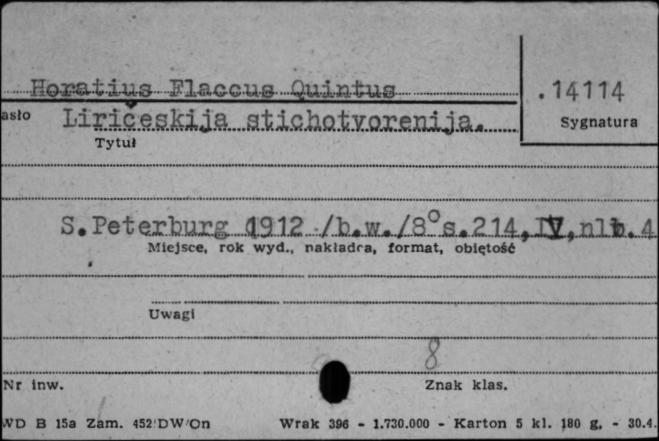 Horatius Flaccus Quintus
.14114
asło
Liričeskija stichotvorenija.
Sygnatura
Tytuł
S.Peterburg 1912 /b.w./8°s.214,IV,nlb.4
Miejsce, rok wyd., nakładca, format, obiętość
Uwagi
8
Nr inw.
Znak klas.
WD B 15a Zam. 452/DW/On
Wrak 396 - 1.730.000 - Karton 5 kl. 180 g. - 30.4.